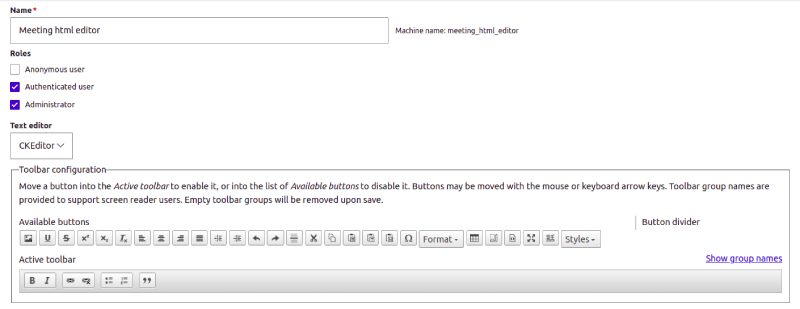 Name*
Meeting html editor
Machine name: meeting_html_editor
Roles
Anonymous user
Authenticated user
Administrator
Text editor
CKEditor
Toolbar configuration
Move a button into the Active toolbar to enable it, or into the list of Available buttons to disable it. Buttons may be moved with the mouse or keyboard arrow keys. Toolbar group names are
provided to support screen reader users. Empty toolbar groups will be removed upon save.
Available buttons
Button divider
U S x² x₂ Tx Ω Format Styles
Active toolbar
Show group names
B I